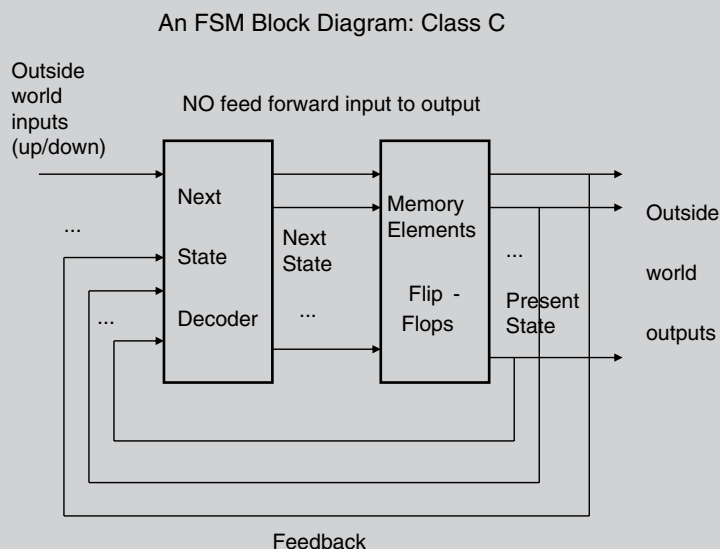 An FSM Block Diagram: Class C
Outside
world
inputs
(up/down)
NO feed forward input to output
...
Next
State
Decoder
...
Next
State
...
Memory
Elements
Flip -
Flops
...
Present
State
Outside
world
outputs
Feedback